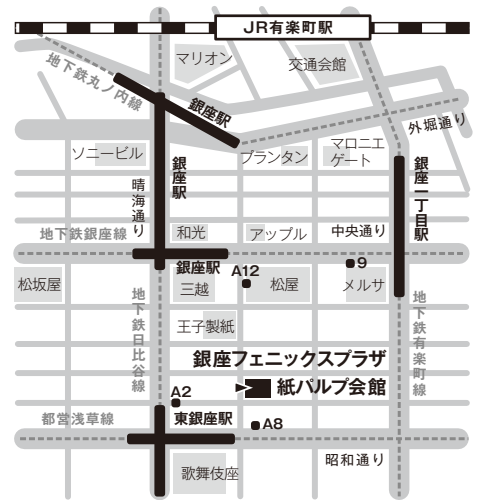 JR有楽町駅
マリオン
交通会館
地下鉄丸ノ内線
銀座駅
外堀通り
ソニービル
銀座駅
プランタン
マロニエ
ゲート
銀座一丁目駅
晴海通り
地下鉄銀座線
和光
アップル
中央通り
銀座駅
A12
9
松坂屋
三越
松屋
メルサ
地下鉄日比谷線
地下鉄有楽町線
王子製紙
銀座フェニックスプラザ
紙パルプ会館
A2
都営浅草線
東銀座駅
A8
歌舞伎座
昭和通り